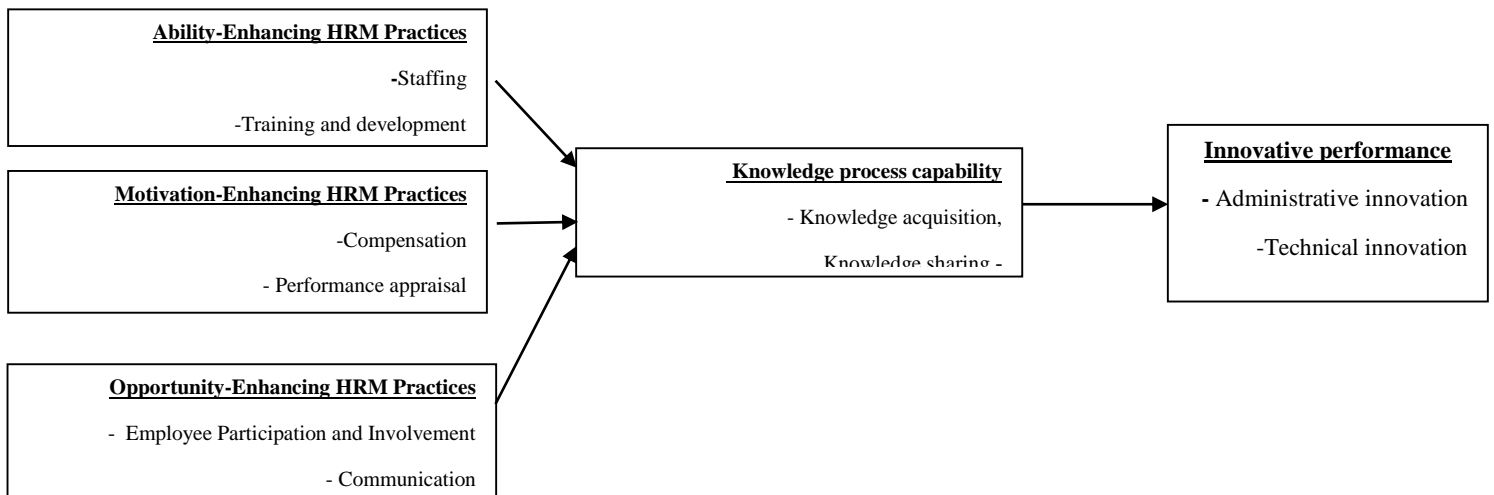 Ability-Enhancing HRM Practices
-Staffing
-Training and development
Motivation-Enhancing HRM Practices
-Compensation
- Performance appraisal
Opportunity-Enhancing HRM Practices
- Employee Participation and Involvement
- Communication
Knowledge process capability
- Knowledge acquisition,
Knowledge sharing -
Innovative performance
- Administrative innovation
-Technical innovation